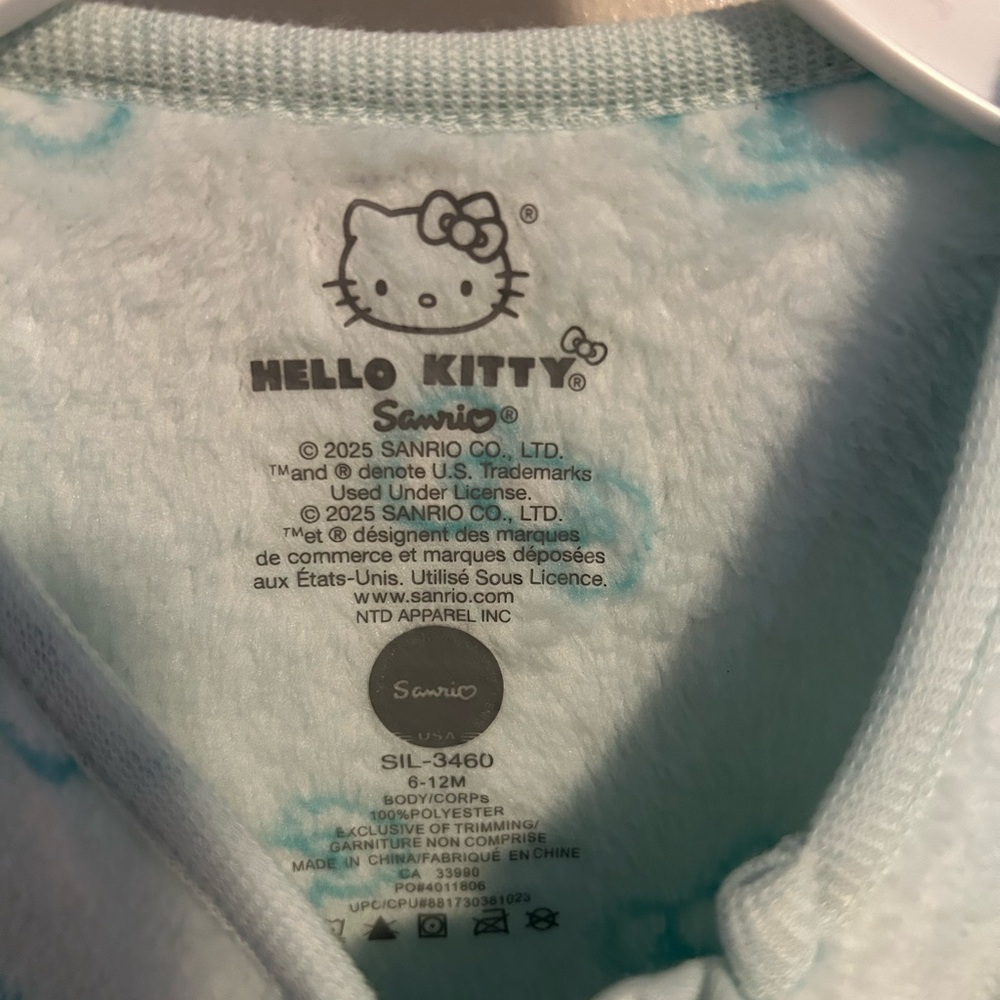 ®
HELLO KITTY®
Sanrio®
© 2025 SANRIO CO., LTD.
™and ® denote U.S. Trademarks
Used Under License.
© 2025 SANRIO CO., LTD.
™et ® désignent des marques
de commerce et marques déposées
aux États-Unis. Utilisé Sous Licence.
www.sanrio.com
NTD APPAREL INC
Sanrio
USA
SIL-3460
6-12M
BODY/CORPS
100%POLYESTER
EXCLUSIVE OF TRIMMING/
GARNITURE NON COMPRISE
MADE IN CHINA/FABRIQUÉ EN CHINE
CA 33980
PO#4011806
UPC/CPU#881730381023